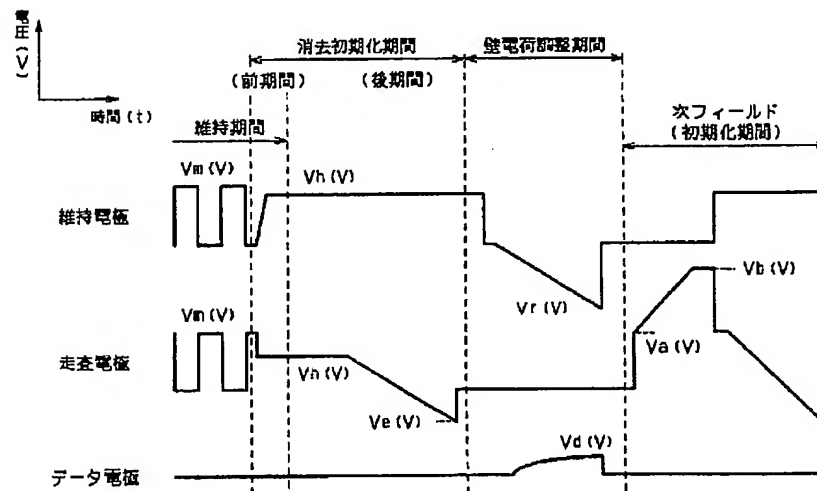 電圧(V)
時間(t)
消去初期化期間
壁電荷調整期間
(前期間)
(後期間)
維持期間
次フィールド
(初期化期間)
Vm(V)
Vh(V)
維持電極
Vr(V)
Vb(V)
Vm(V)
走査電極
Vh(V)
Va(V)
Ve(V)
Vd(V)
データ電極